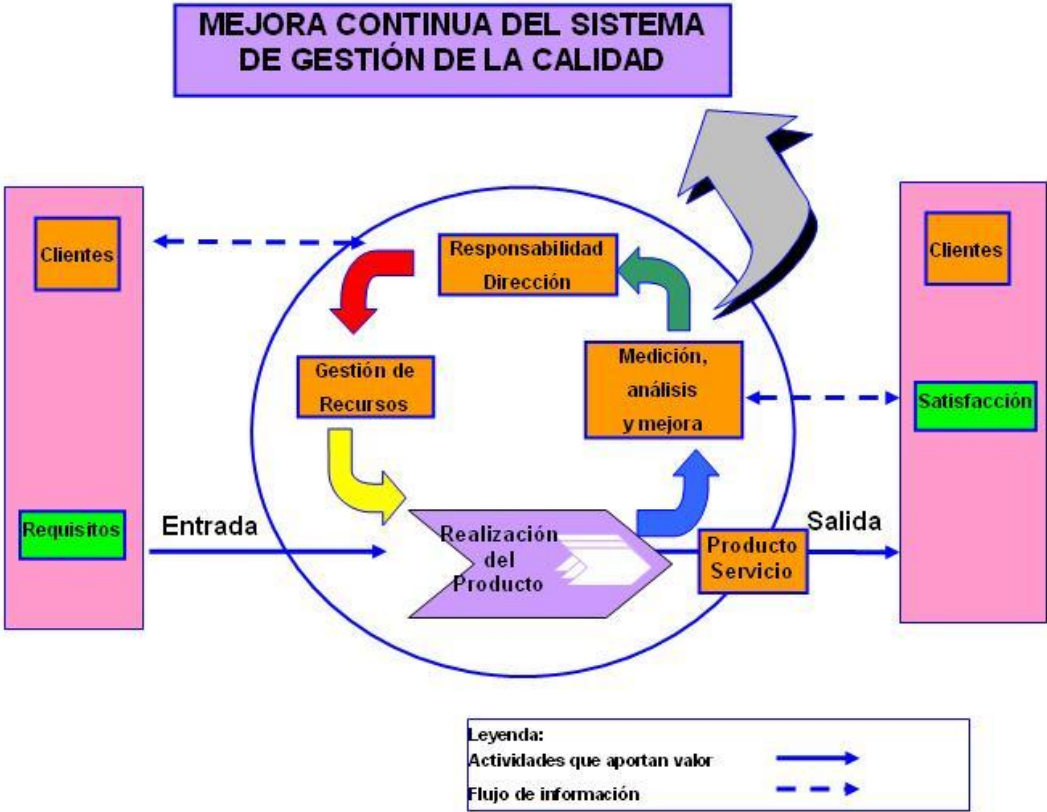 MEJORA CONTINUA DEL SISTEMA
DE GESTIÓN DE LA CALIDAD
Clientes
Responsabilidad
Dirección
Clientes
Gestión de
Recursos
Medición,
análisis
y mejora
Satisfacción
Requisitos
Entrada
Realización
del
Producto
Producto
Servicio
Salida
Leyenda:
Actividades que aportan valor
Flujo de información